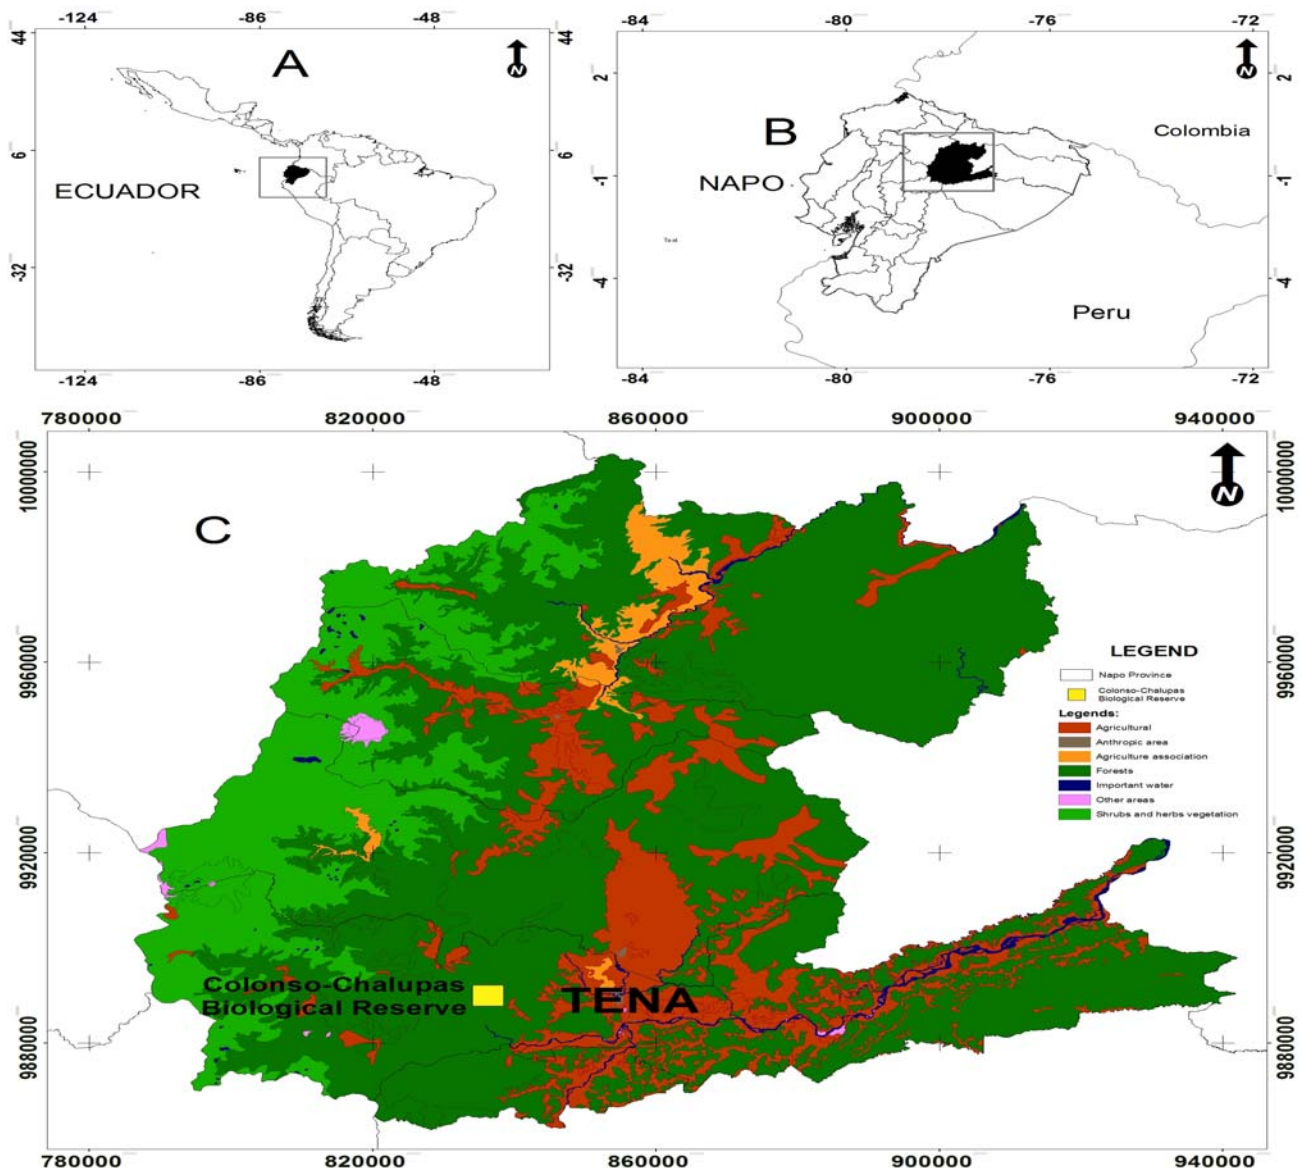 -124 -86 -48
44 44
A
N
6 6
ECUADOR
-32 -32
-124 -86 -48
-84 -80 -76 -72
2 2
B
N
Colombia
NAPO
-1 -1
Text
-4 -4
Peru
-84 -80 -76 -72
780000 820000 860000 900000 940000
10000000 10000000
C
N
9960000 9960000
LEGEND
Napo Province
Colonso-Chalupas
Biological Reserve
Legends:
Agricultural
Anthropic area
Agriculture association
Forests
Important water
Other areas
Shrubs and herbs vegetation
9920000 9920000
Colonso-Chalupas
Biological Reserve
TENA
9880000 9880000
780000 820000 860000 900000 940000